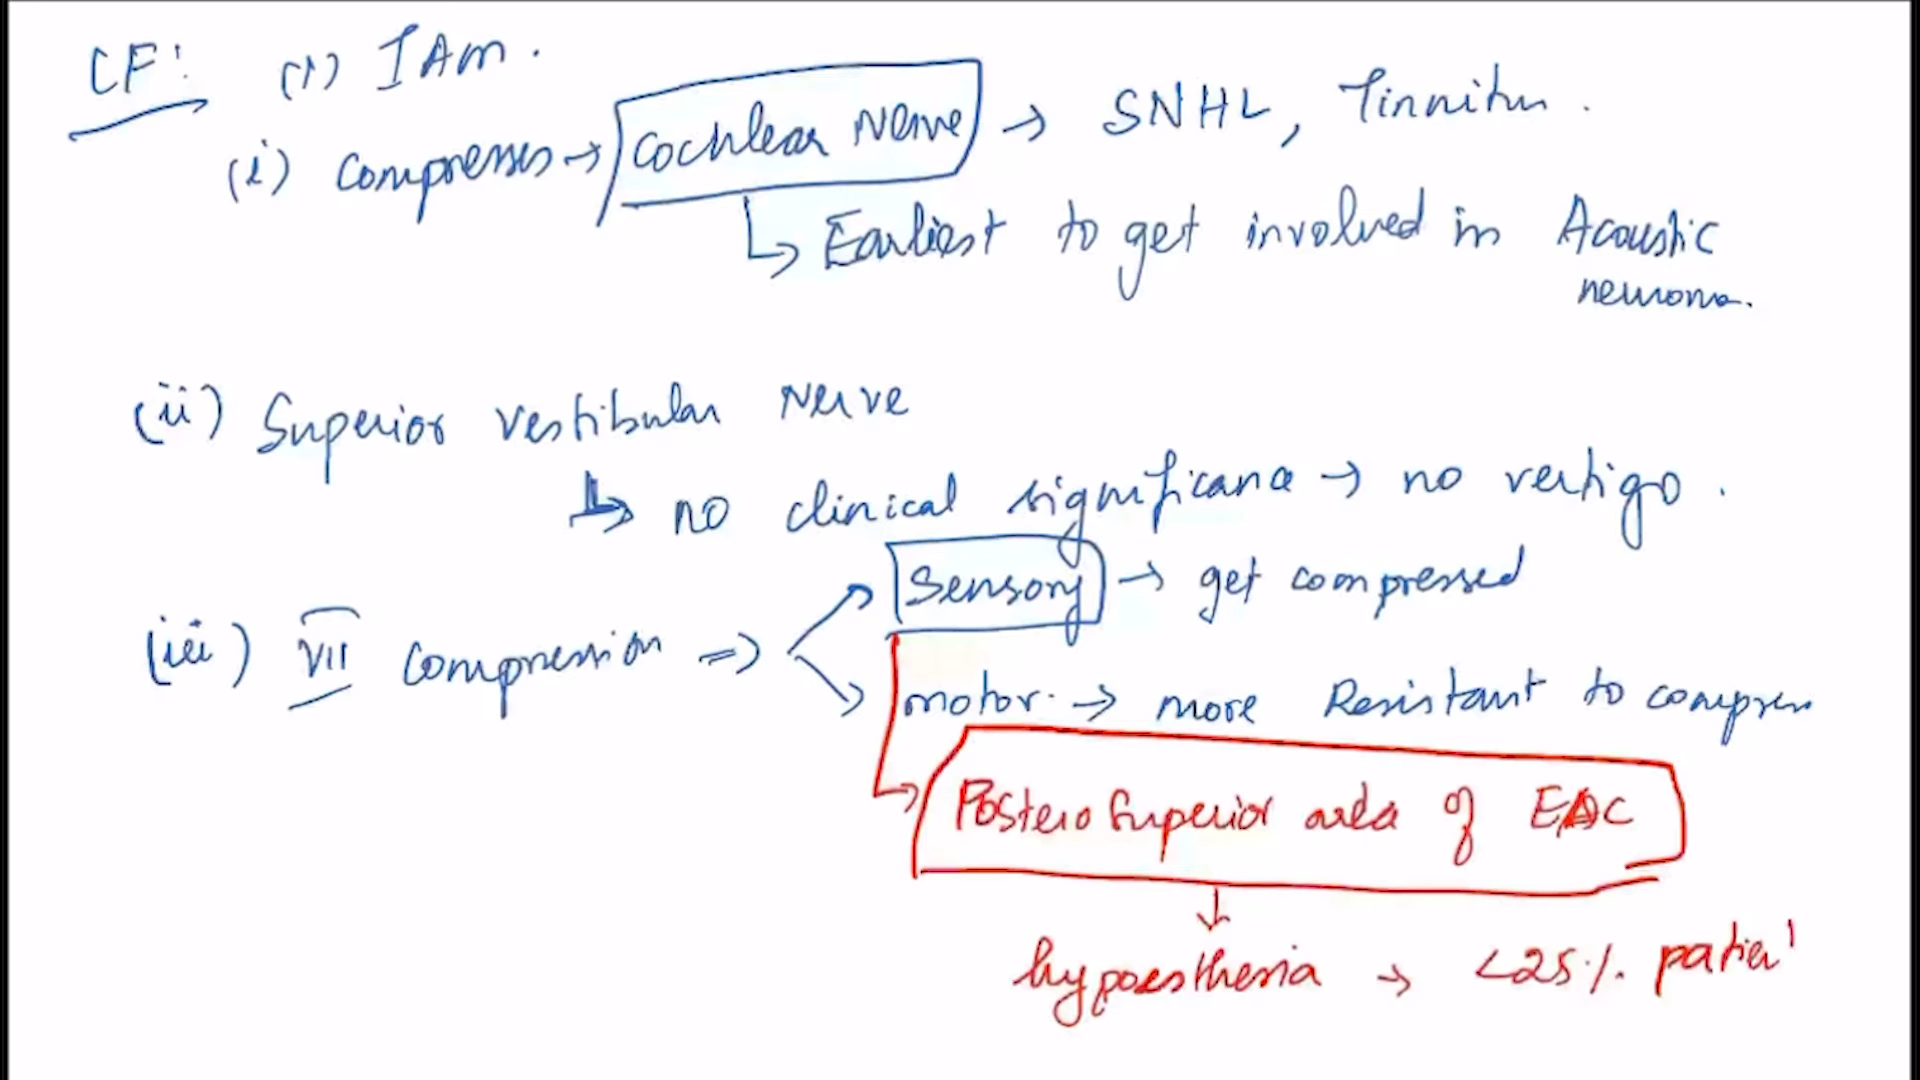 CF: (1) IAM.
(i) Compresses → Cochlear Nerve → SNHL, Tinnitus.
↳ Earliest to get involved in Acoustic
neuroma.
(ii) Superior vestibular Nerve
↳ no clinical significance → no vertigo.
(iii) VII compression ⇒ Sensory → get compressed
motor → more Resistant to compress
Postero Superior area of EAC
↓
hypoesthesia → <25% patient